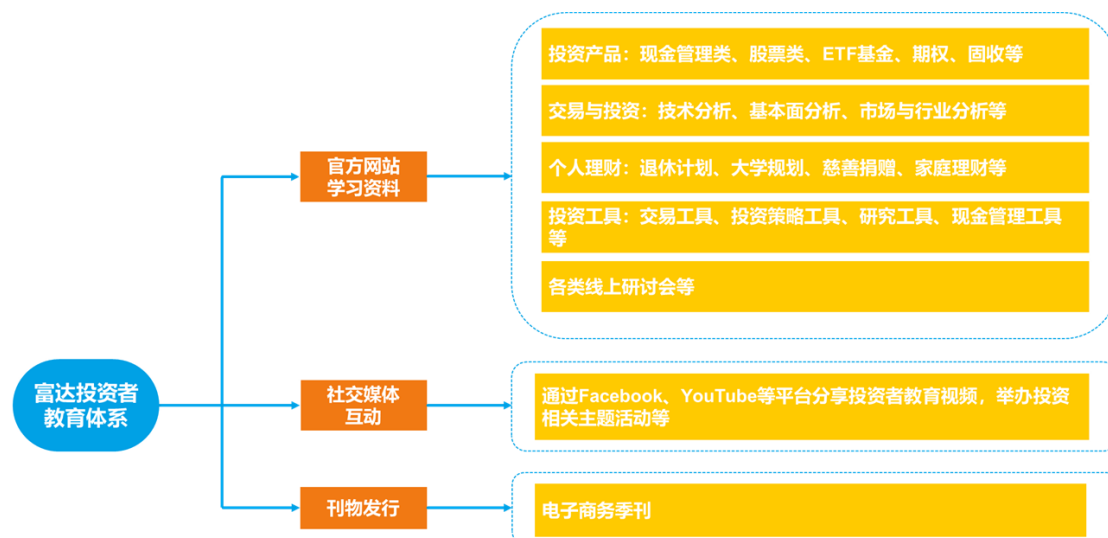 投资产品：现金管理类、股票类、ETF基金、期权、固收等
交易与投资：技术分析、基本面分析、市场与行业分析等
官方网站
学习资料
个人理财：退休计划、大学规划、慈善捐赠、家庭理财等
投资工具：交易工具、投资策略工具、研究工具、现金管理工具
等
各类线上研讨会等
富达投资者
教育体系
社交媒体
互动
通过Facebook、YouTube等平台分享投资者教育视频，举办投资
相关主题活动等
刊物发行
电子商务季刊